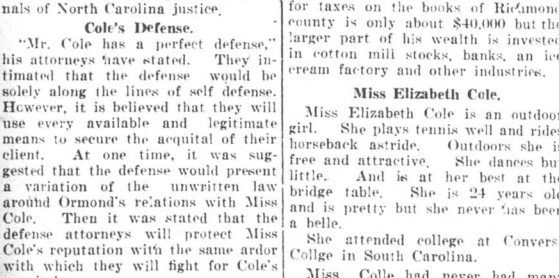 nals of North Carolina justice.
Cole's Defense.
"Mr. Cole has a perfect defense,"
his attorneys have stated. They in-
timated that the defense would be
solely along the lines of self defense.
However, it is believed that they will
use every available and legitimate
means to secure the acquital of their
client. At one time, it was sug-
gested that the defense would present
a variation of the unwritten law
around Ormond's relations with Miss
Cole. Then it was stated that the
defense attorneys will protect Miss
Cole's reputation with the same ardor
with which they will fight for Cole's
for taxes on the books of Richmond
county is only about $40,000 but the
larger part of his wealth is invested
in cotton mill stocks, banks, an ice
cream factory and other industries.
Miss Elizabeth Cole.
Miss Elizabeth Cole is an outdoor
girl. She plays tennis well and rides
horseback astride. Outdoors she is
free and attractive. She dances but
little. And is at her best at the
bridge table. She is 24 years old
and is pretty but she never has been
a belle.
She attended college at Convers
Collge in South Carolina.
Miss Colle had never had man